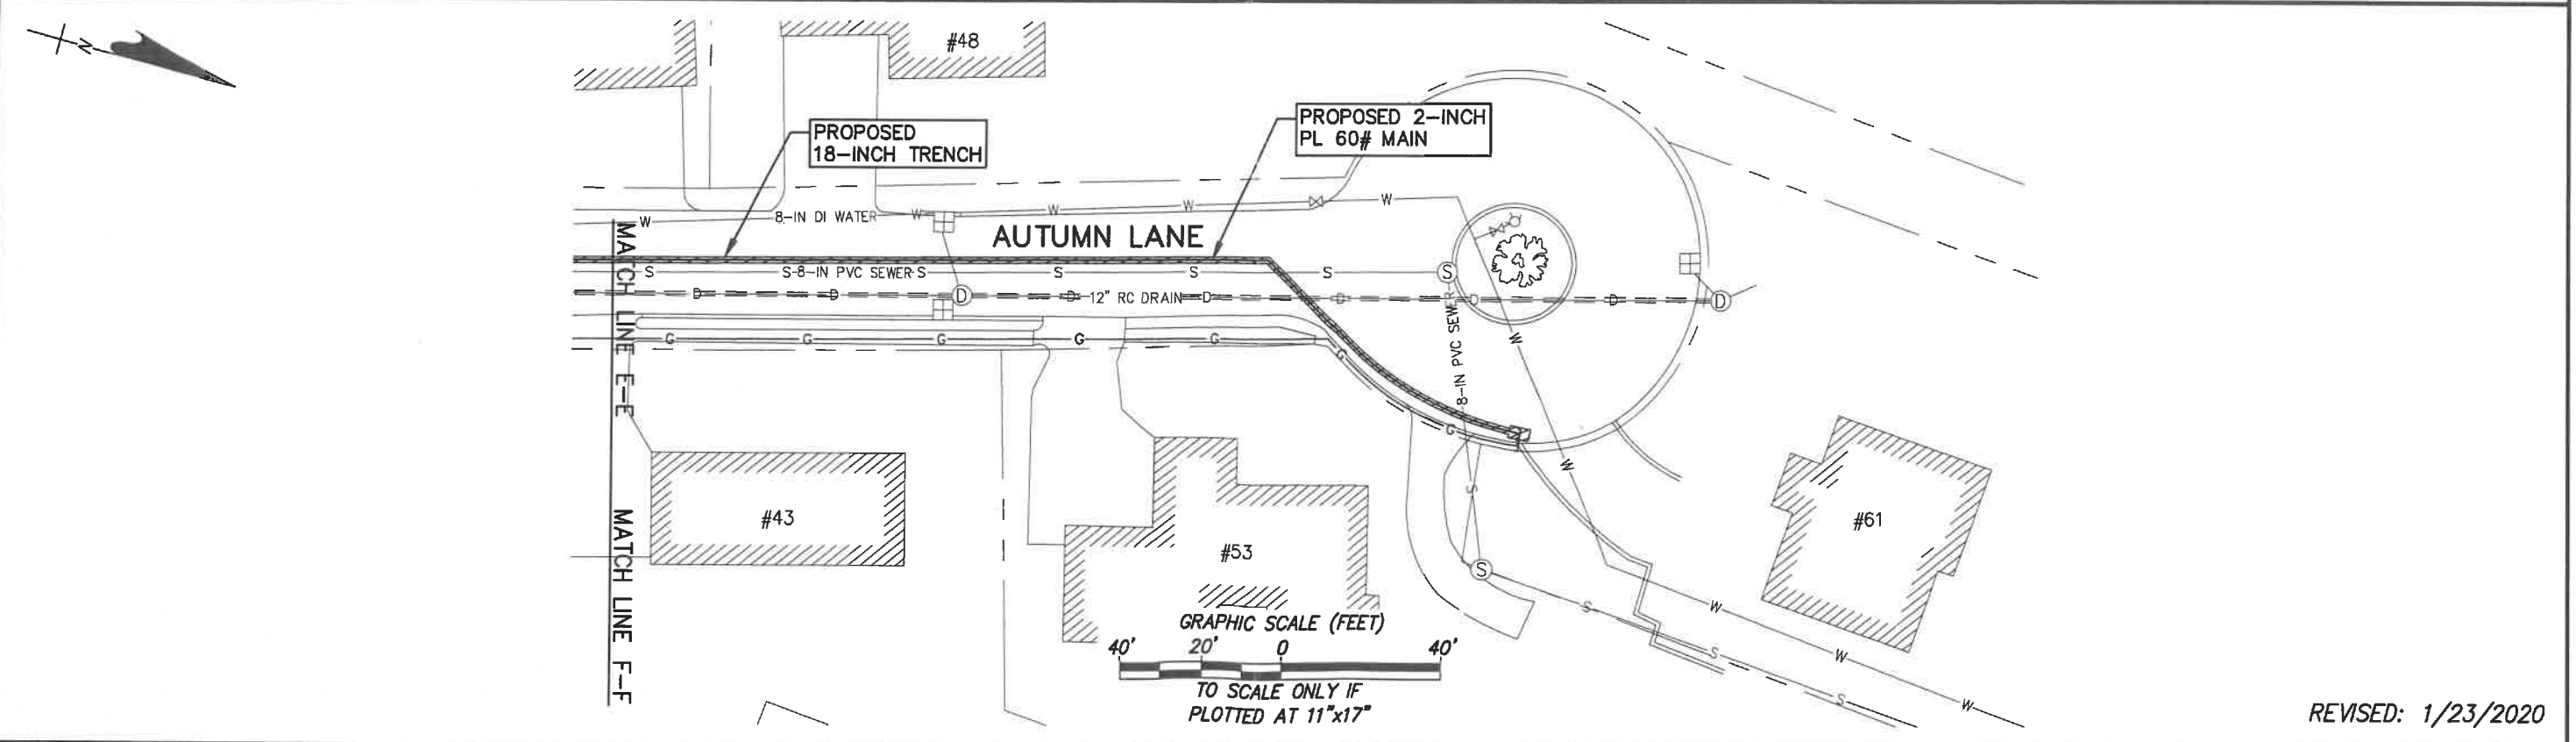 N
#48
PROPOSED
18-INCH TRENCH
PROPOSED 2-INCH
PL 60# MAIN
W 8-IN DI WATER W W W W
AUTUMN LANE
S S-8-IN PVC SEWER-S S S S S
D D D D 12" RC DRAIN D D D D D
G G G G G G G
8-IN PVC SEWER
W
W
S
MATCH LINE E-E
MATCH LINE F-F
#43
#53
#61
S
S S S
W W W
GRAPHIC SCALE (FEET)
40' 20' 0 40'
TO SCALE ONLY IF
PLOTTED AT 11"x17"
REVISED: 1/23/2020